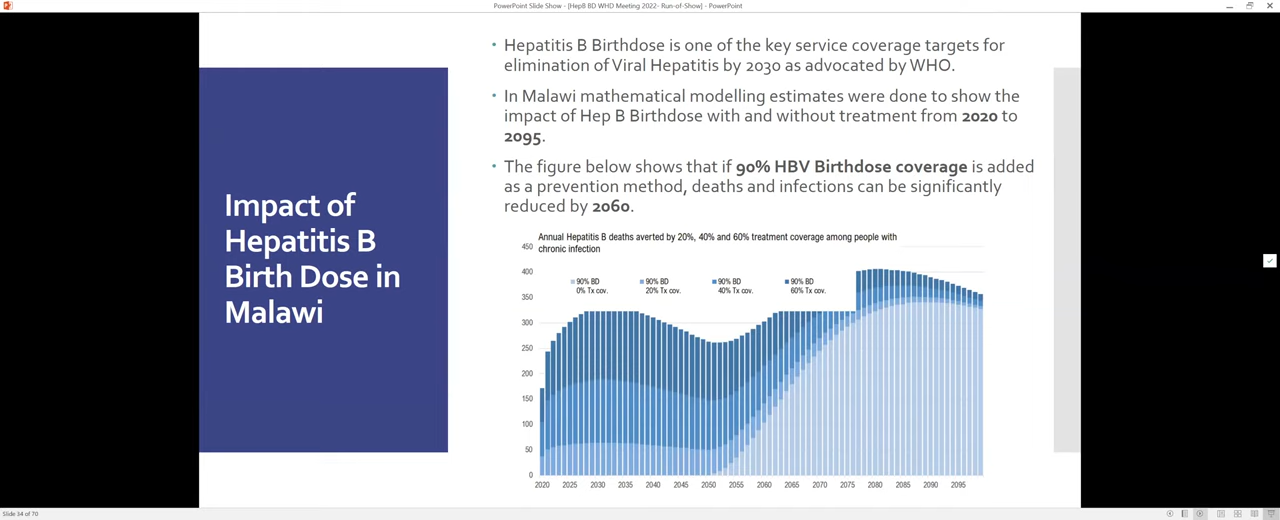 PowerPoint Slide Show - [HepB BD WHD Meeting 2022- Run-of-Show] - PowerPoint
Impact of
Hepatitis B
Birth Dose in
Malawi
• Hepatitis B Birthdose is one of the key service coverage targets for
elimination of Viral Hepatitis by 2030 as advocated by WHO.
• In Malawi mathematical modelling estimates were done to show the
impact of Hep B Birthdose with and without treatment from 2020 to
2095.
• The figure below shows that if 90% HBV Birthdose coverage is added
as a prevention method, deaths and infections can be significantly
reduced by 2060.
Annual Hepatitis B deaths averted by 20%, 40% and 60% treatment coverage among people with
chronic infection
90% BD 90% BD 90% BD 90% BD
0% Tx cov. 20% Tx cov. 40% Tx cov. 60% Tx cov.
450
400
350
300
250
200
150
100
50
0
2020 2025 2030 2035 2040 2045 2050 2055 2060 2065 2070 2075 2080 2085 2090 2095
Slide 34 of 70